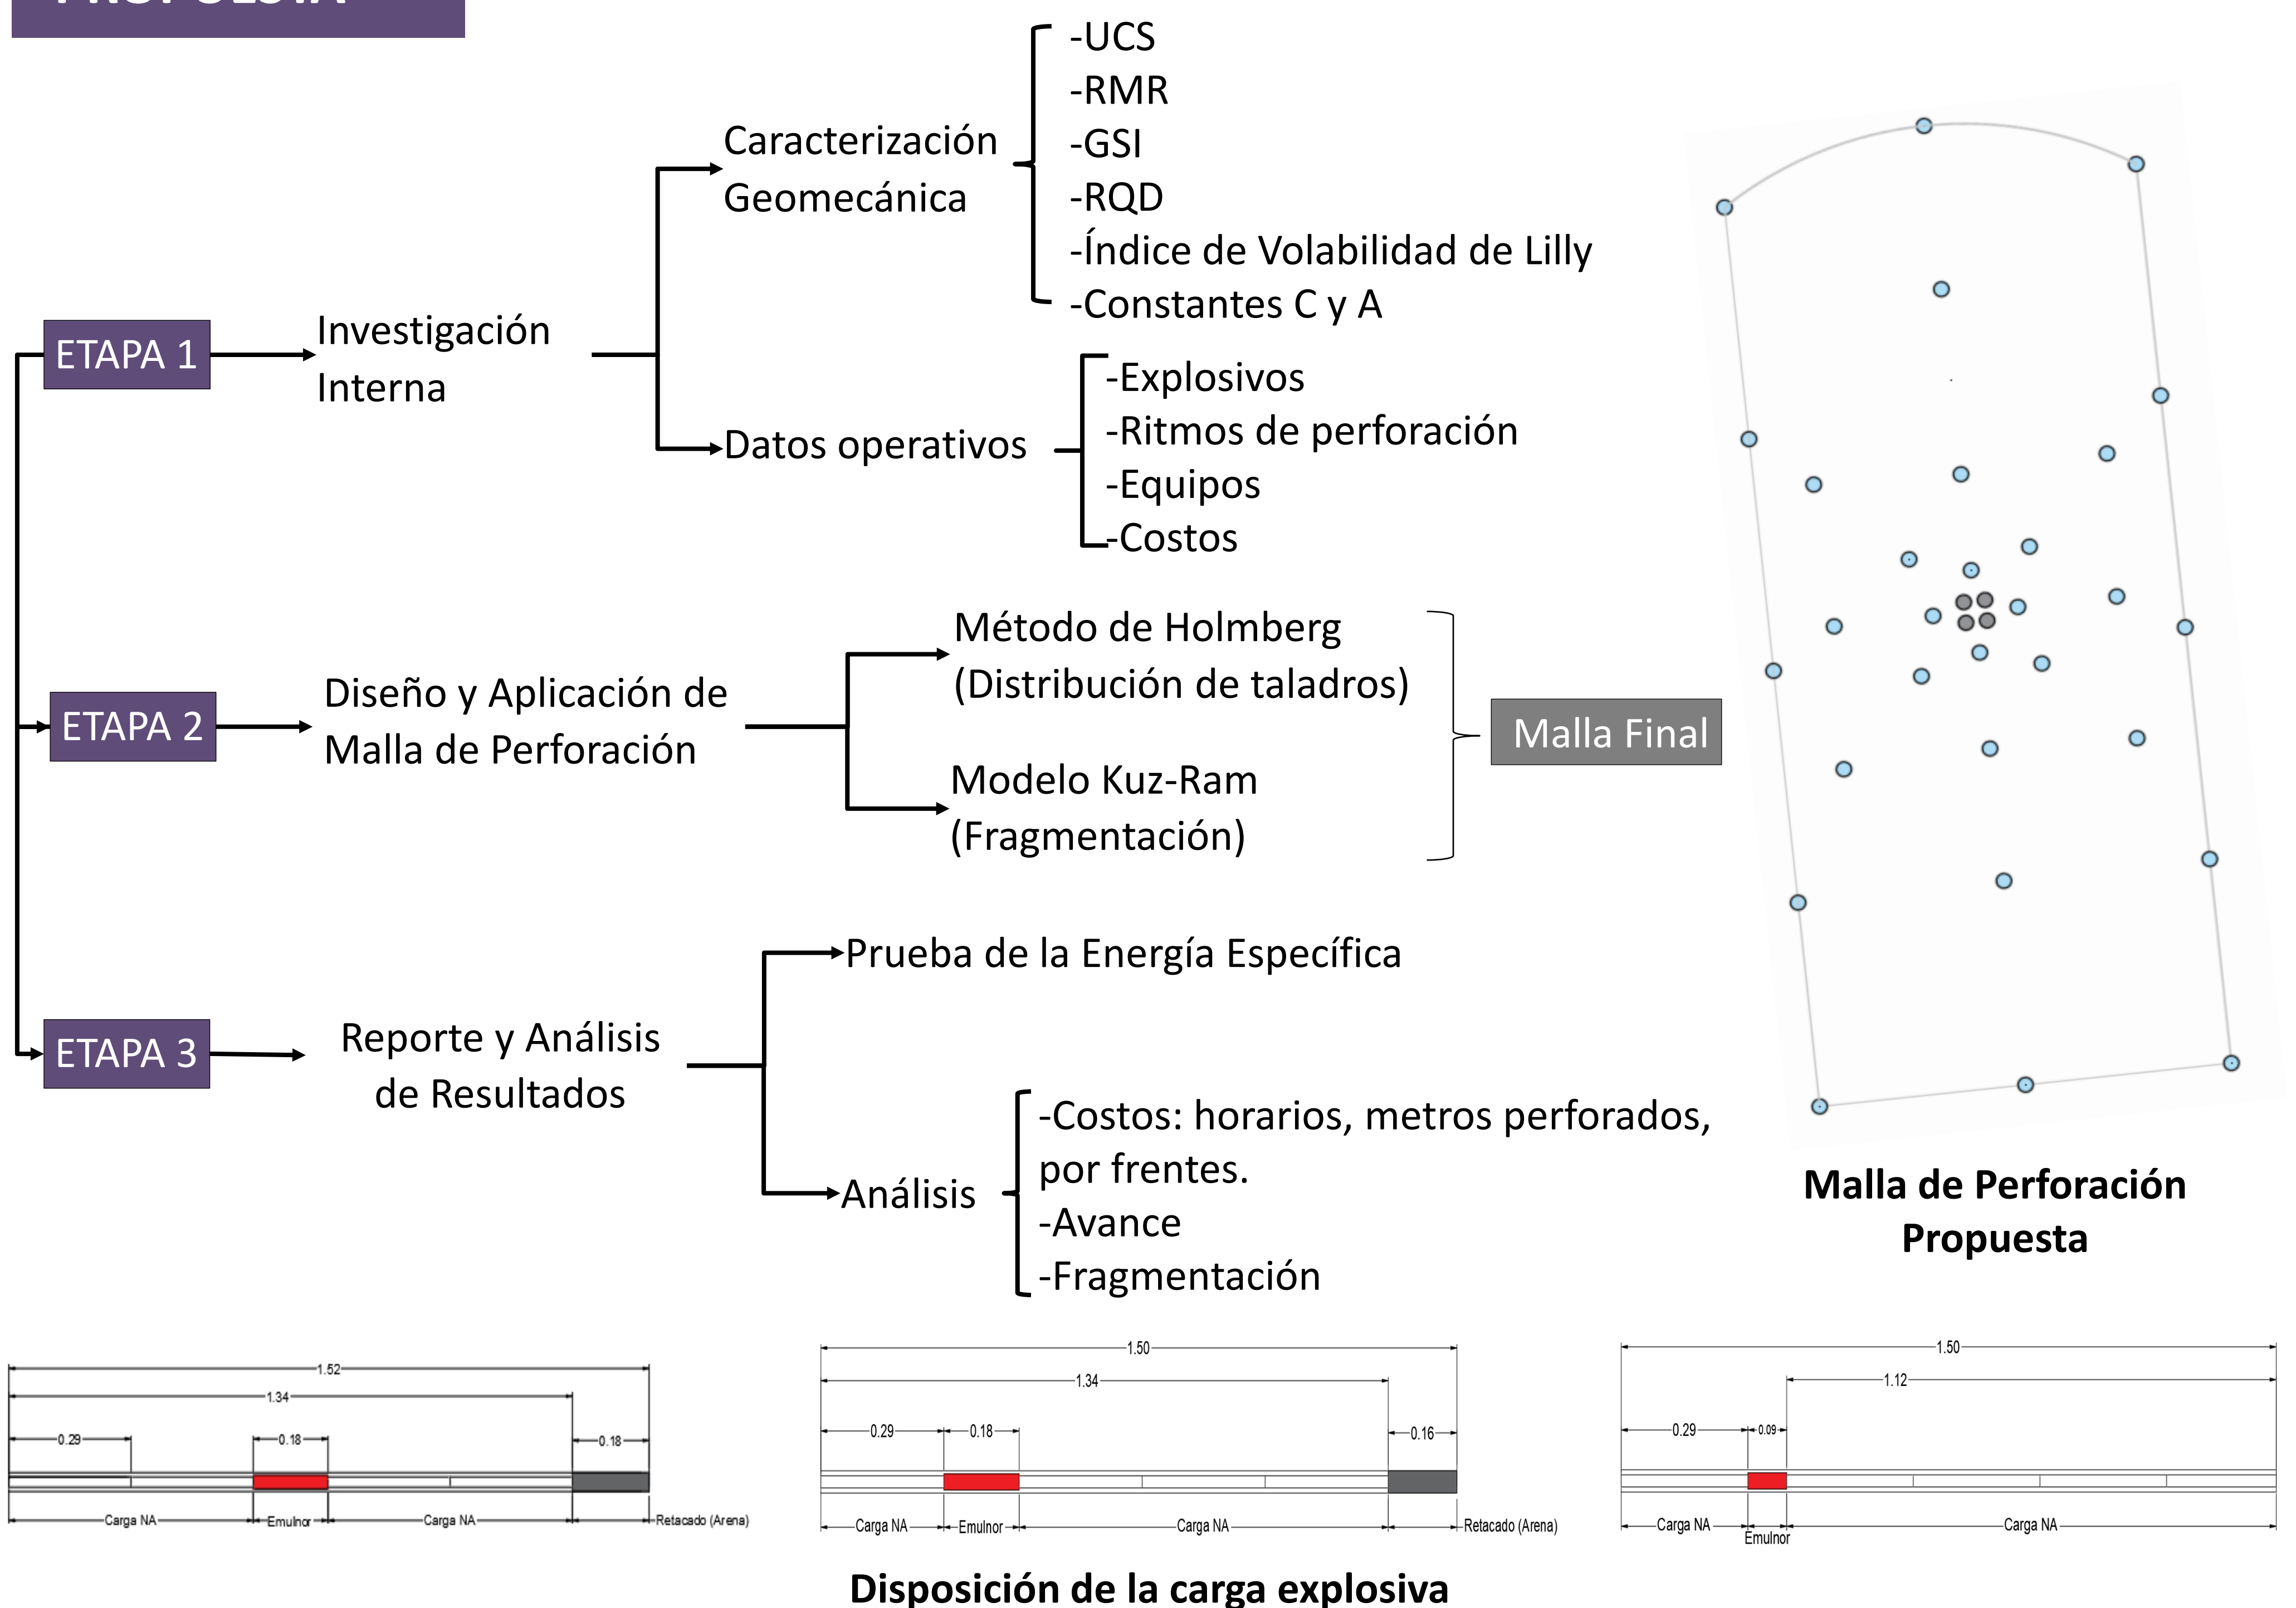 PROPUESTA
-UCS
-RMR
-GSI
-RQD
-Índice de Volabilidad de Lilly
-Constantes C y A
Caracterización
Geomecánica
ETAPA 1
Investigación
Interna
Datos operativos
-Explosivos
-Ritmos de perforación
-Equipos
-Costos
ETAPA 2
Diseño y Aplicación de
Malla de Perforación
Método de Holmberg
(Distribución de taladros)
Modelo Kuz-Ram
(Fragmentación)
Malla Final
ETAPA 3
Reporte y Análisis
de Resultados
Prueba de la Energía Específica
Análisis
-Costos: horarios, metros perforados,
por frentes.
-Avance
-Fragmentación
Malla de Perforación
Propuesta
1.52
1.34
0.29
0.18
0.18
Carga NA
Emulnor
Carga NA
Retacado (Arena)
1.50
1.34
0.29
0.18
0.16
Carga NA
Emulnor
Carga NA
Retacado (Arena)
1.50
1.12
0.29
0.09
Carga NA
Emulnor
Carga NA
Disposición de la carga explosiva